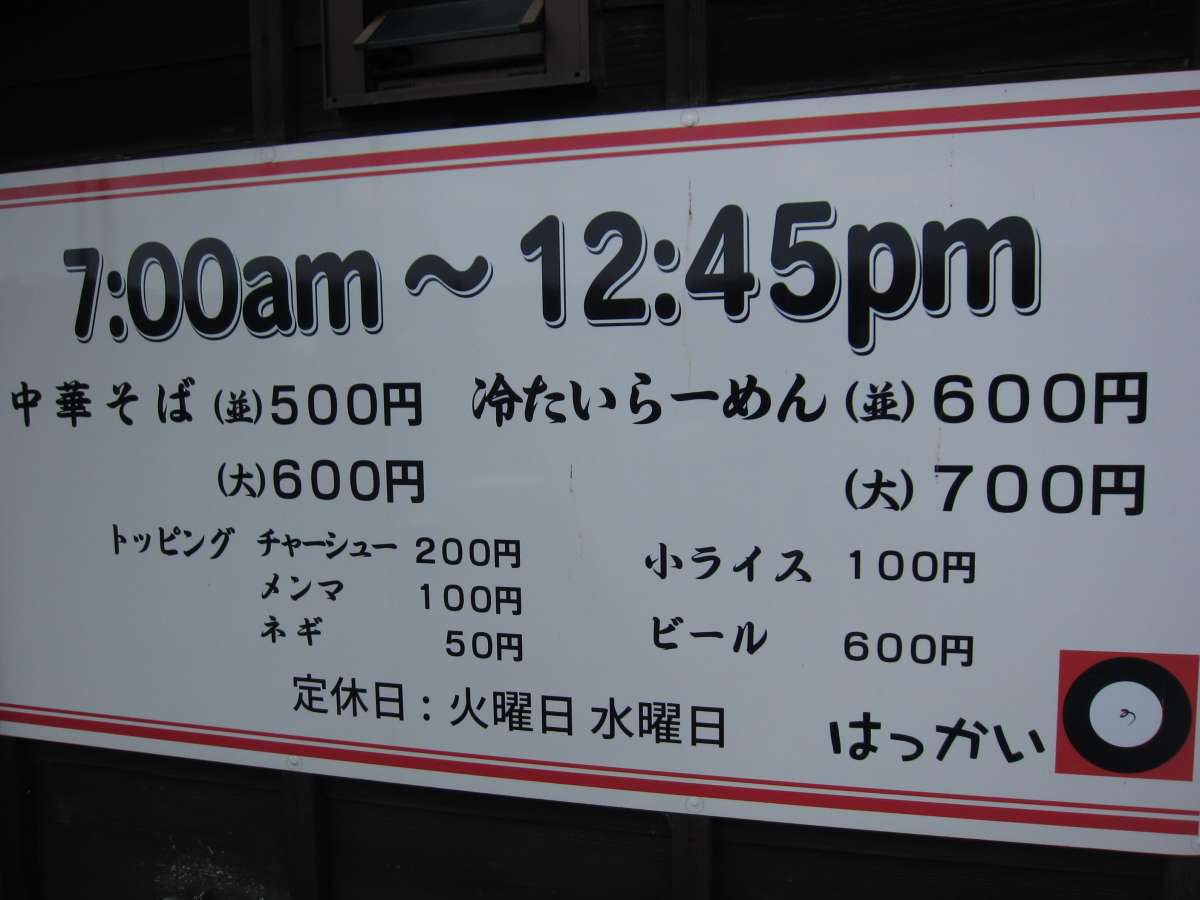 7:00am～12:45pm
中華そば (並)500円 冷たいらーめん (並) 600円
(大)600円 (大) 700円
トッピング チャーシュー 200円 小ライス 100円
メンマ 100円
ネギ 50円 ビール 600円
定休日：火曜日 水曜日
はっかい の